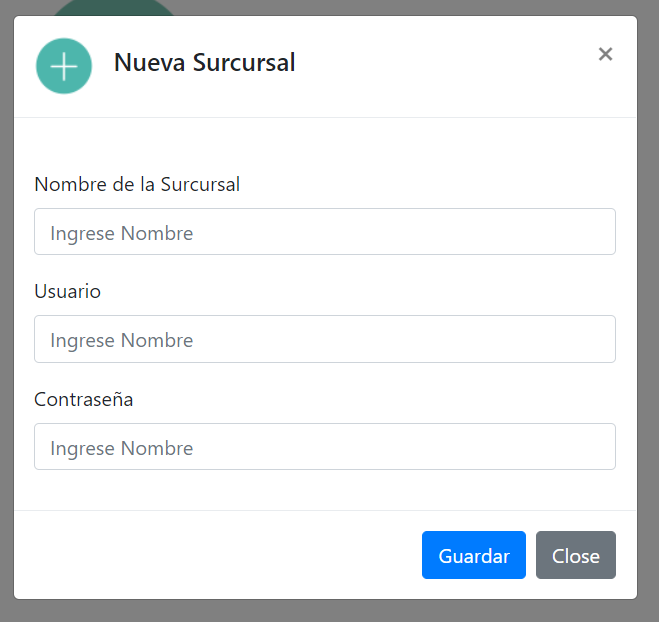 Nueva Surcursal
×
Nombre de la Surcursal
Ingrese Nombre
Usuario
Ingrese Nombre
Contraseña
Ingrese Nombre
Guardar Close